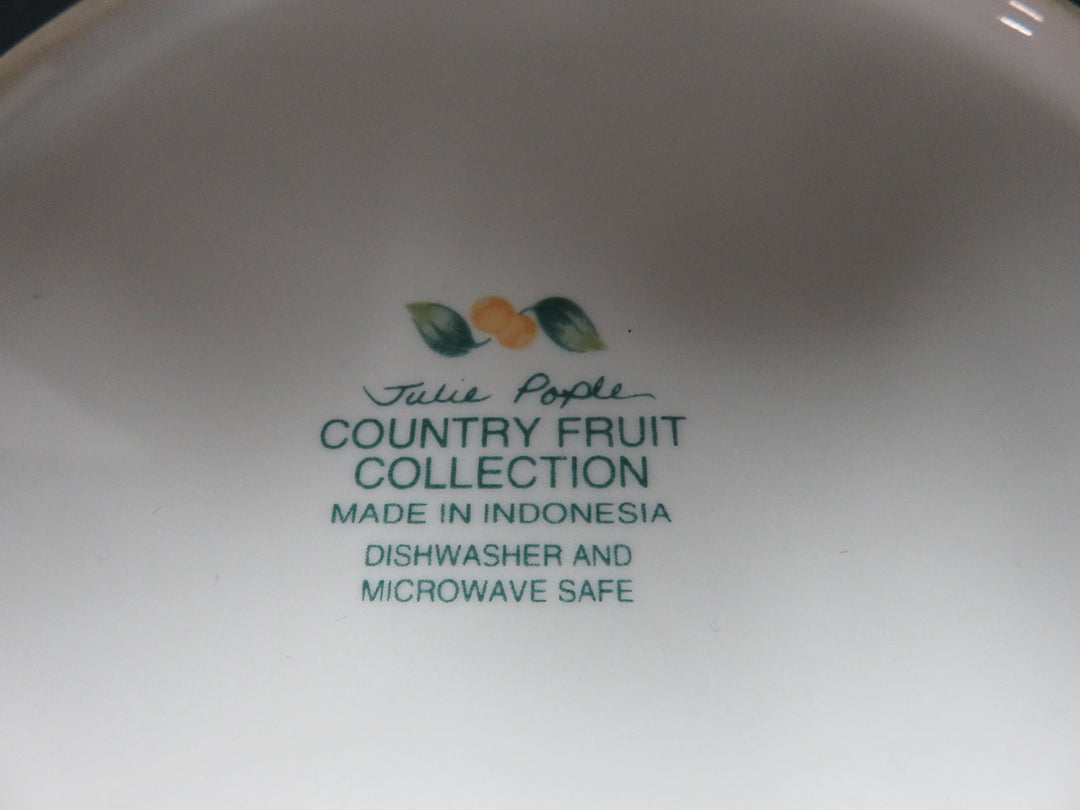 Julie Pople
COUNTRY FRUIT
COLLECTION
MADE IN INDONESIA
DISHWASHER AND
MICROWAVE SAFE